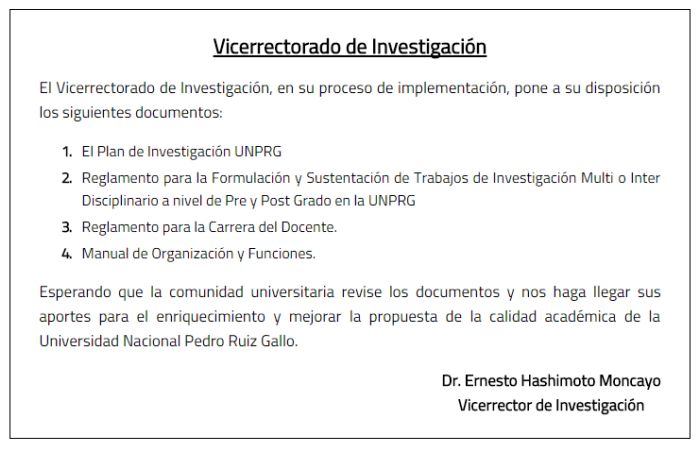 Vicerrectorado de Investigación
El Vicerrectorado de Investigación, en su proceso de implementación, pone a su disposición
los siguientes documentos:
1. El Plan de Investigación UNPRG
2. Reglamento para la Formulación y Sustentación de Trabajos de Investigación Multi o Inter
Disciplinario a nivel de Pre y Post Grado en la UNPRG
3. Reglamento para la Carrera del Docente.
4. Manual de Organización y Funciones.
Esperando que la comunidad universitaria revise los documentos y nos haga llegar sus
aportes para el enriquecimiento y mejorar la propuesta de la calidad académica de la
Universidad Nacional Pedro Ruiz Gallo.
Dr. Ernesto Hashimoto Moncayo
Vicerrector de Investigación